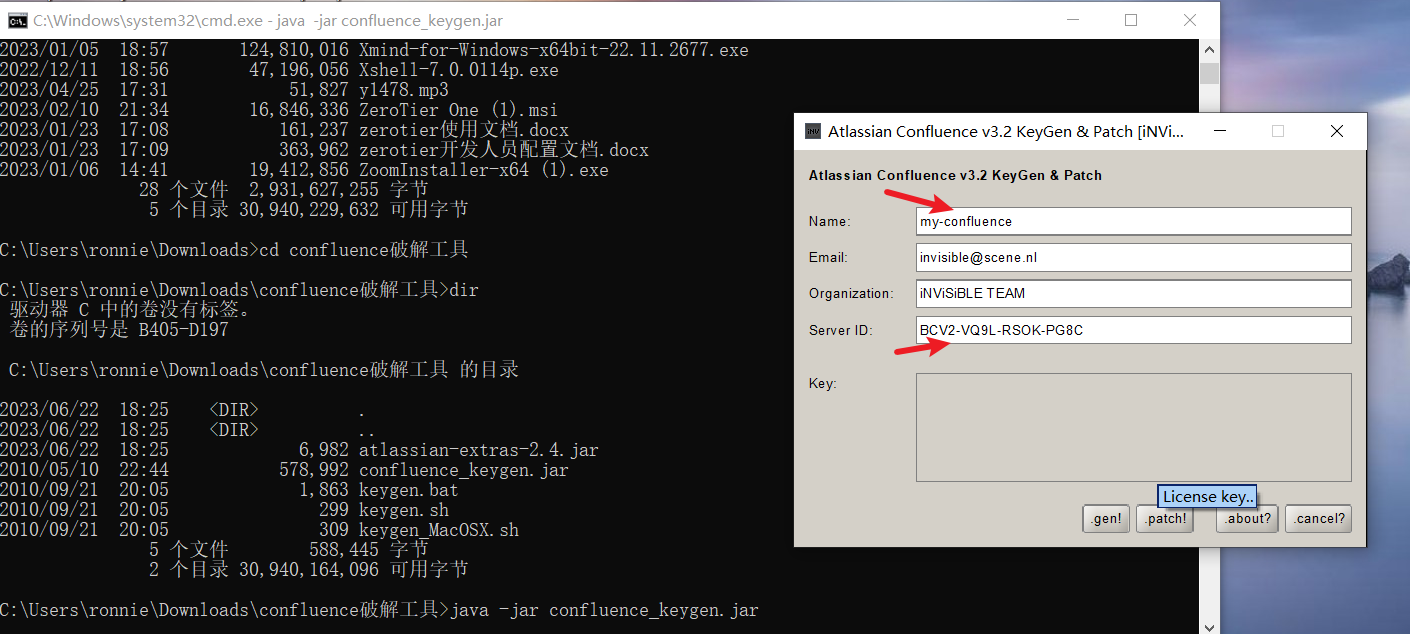 C:\Windows\system32\cmd.exe - java -jar confluence_keygen.jar
2023/01/05 18:57 124,810,016 Xmind-for-Windows-x64bit-22.11.2677.exe
2022/12/11 18:56 47,196,056 Xshell-7.0.0114p.exe
2023/04/25 17:31 51,827 y1478.mp3
2023/02/10 21:34 16,846,336 ZeroTier One (1).msi
2023/01/23 17:08 161,237 zerotier使用文档.docx
2023/01/23 17:09 363,962 zerotier开发人员配置文档.docx
2023/01/06 14:41 19,412,856 ZoomInstaller-x64 (1).exe
28 个文件 2,931,627,255 字节
5 个目录 30,940,229,632 可用字节
C:\Users\ronnie\Downloads>cd confluence破解工具
C:\Users\ronnie\Downloads\confluence破解工具>dir
驱动器 C 中的卷没有标签。
卷的序列号是 B405-D197
C:\Users\ronnie\Downloads\confluence破解工具 的目录
2023/06/22 18:25 <DIR> .
2023/06/22 18:25 <DIR> ..
2023/06/22 18:25 6,982 atlassian-extras-2.4.jar
2010/05/10 22:44 578,992 confluence_keygen.jar
2010/09/21 20:05 1,863 keygen.bat
2010/09/21 20:05 299 keygen.sh
2010/09/21 20:05 309 keygen_MacOSX.sh
5 个文件 588,445 字节
2 个目录 30,940,164,096 可用字节
C:\Users\ronnie\Downloads\confluence破解工具>java -jar confluence_keygen.jar
iNV Atlassian Confluence v3.2 KeyGen & Patch [iNVi...
Atlassian Confluence v3.2 KeyGen & Patch
Name: my-confluence
Email: invisible@scene.nl
Organization: iNViSiBLE TEAM
Server ID: BCV2-VQ9L-RSOK-PG8C
Key:
License key..
.gen! .patch! .about? .cancel?